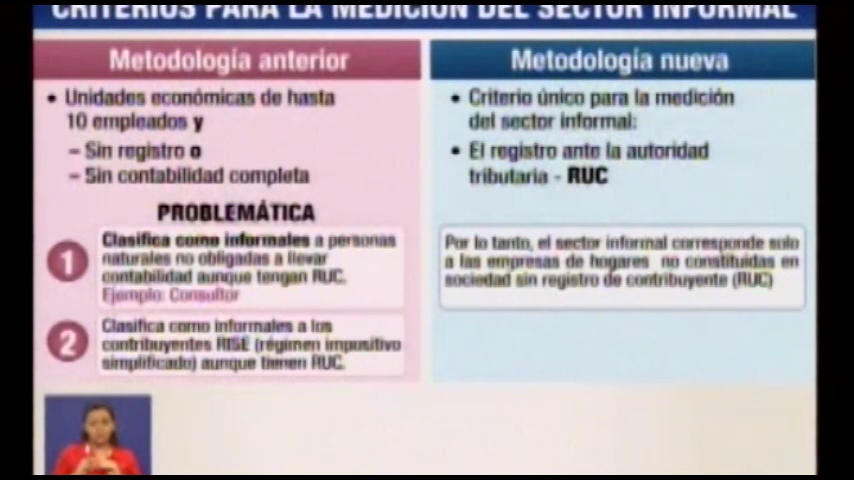 CRITERIOS PARA LA MEDICIÓN DEL SECTOR INFORMAL
Metodología anterior
• Unidades económicas de hasta
10 empleados y
– Sin registro o
– Sin contabilidad completa
PROBLEMÁTICA
1
Clasifica como informales a personas
naturales no obligadas a llevar
contabilidad aunque tengan RUC.
Ejemplo: Consultor
2
Clasifica como informales a los
contribuyentes RISE (régimen impositivo
simplificado) aunque tienen RUC.
Metodología nueva
• Criterio único para la medición
del sector informal:
• El registro ante la autoridad
tributaria - RUC
Por lo tanto, el sector informal corresponde solo
a las empresas de hogares no constituidas en
sociedad sin registro de contribuyente (RUC)